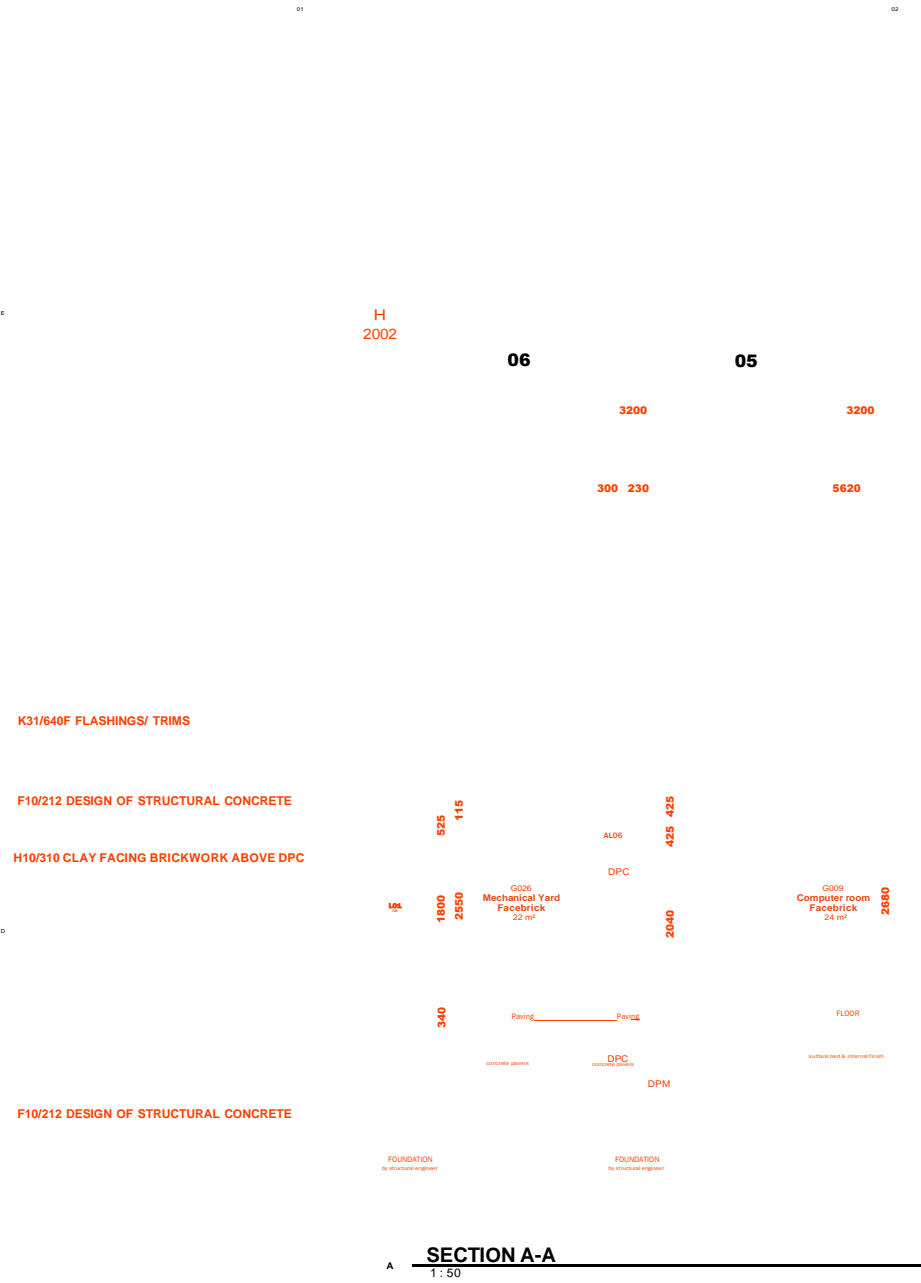 01
02
E
H
2002
06
05
3200
3200
300
230
5620
K31/640F FLASHINGS/ TRIMS
F10/212 DESIGN OF STRUCTURAL CONCRETE
525
115
425
425
AL06
H10/310 CLAY FACING BRICKWORK ABOVE DPC
DPC
G026
Mechanical Yard
Facebrick
22 m²
G009
Computer room
Facebrick
24 m²
1800
2550
2040
2680
D
340
Paving
Paving
FLOOR
concrete pavers
DPC
concrete pavers
surface bed & internal finish
DPM
F10/212 DESIGN OF STRUCTURAL CONCRETE
FOUNDATION
by structural engineer
FOUNDATION
by structural engineer
A
SECTION A-A
1 : 50